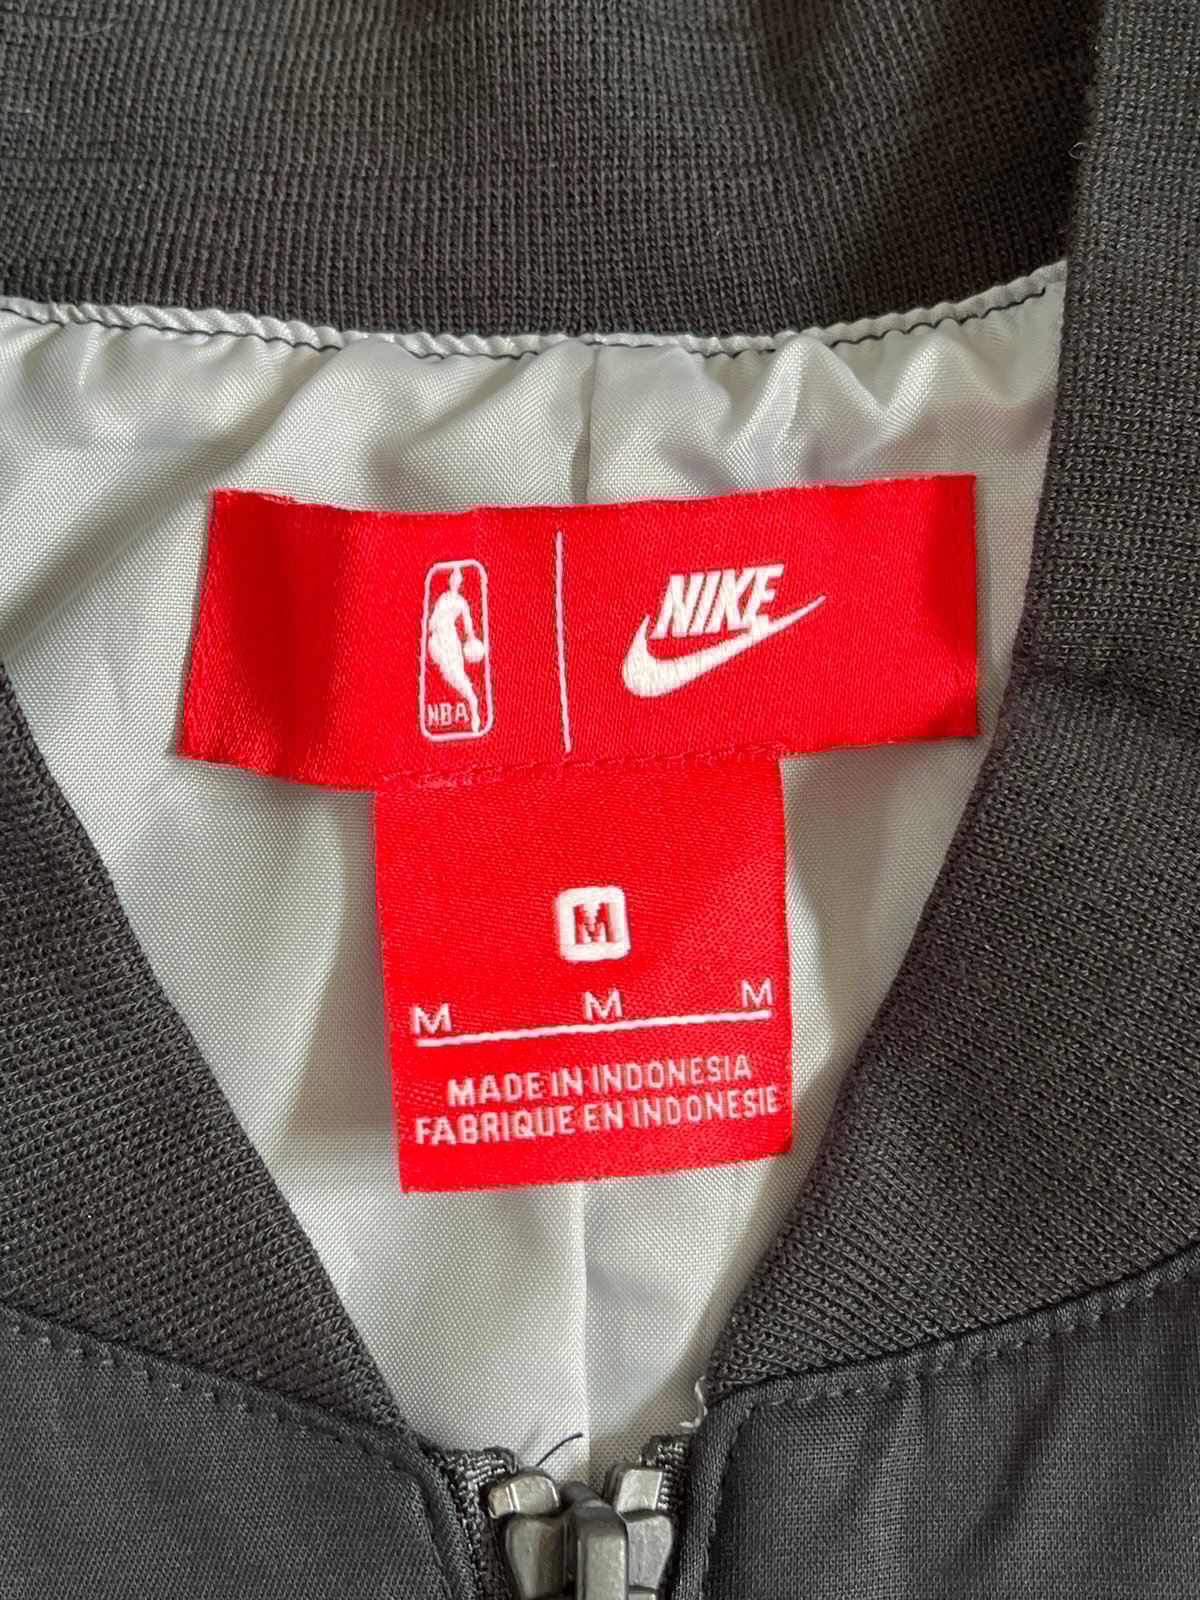 NBA
NIKE
M
M M M
MADE IN INDONESIA
FABRIQUE EN INDONESIE